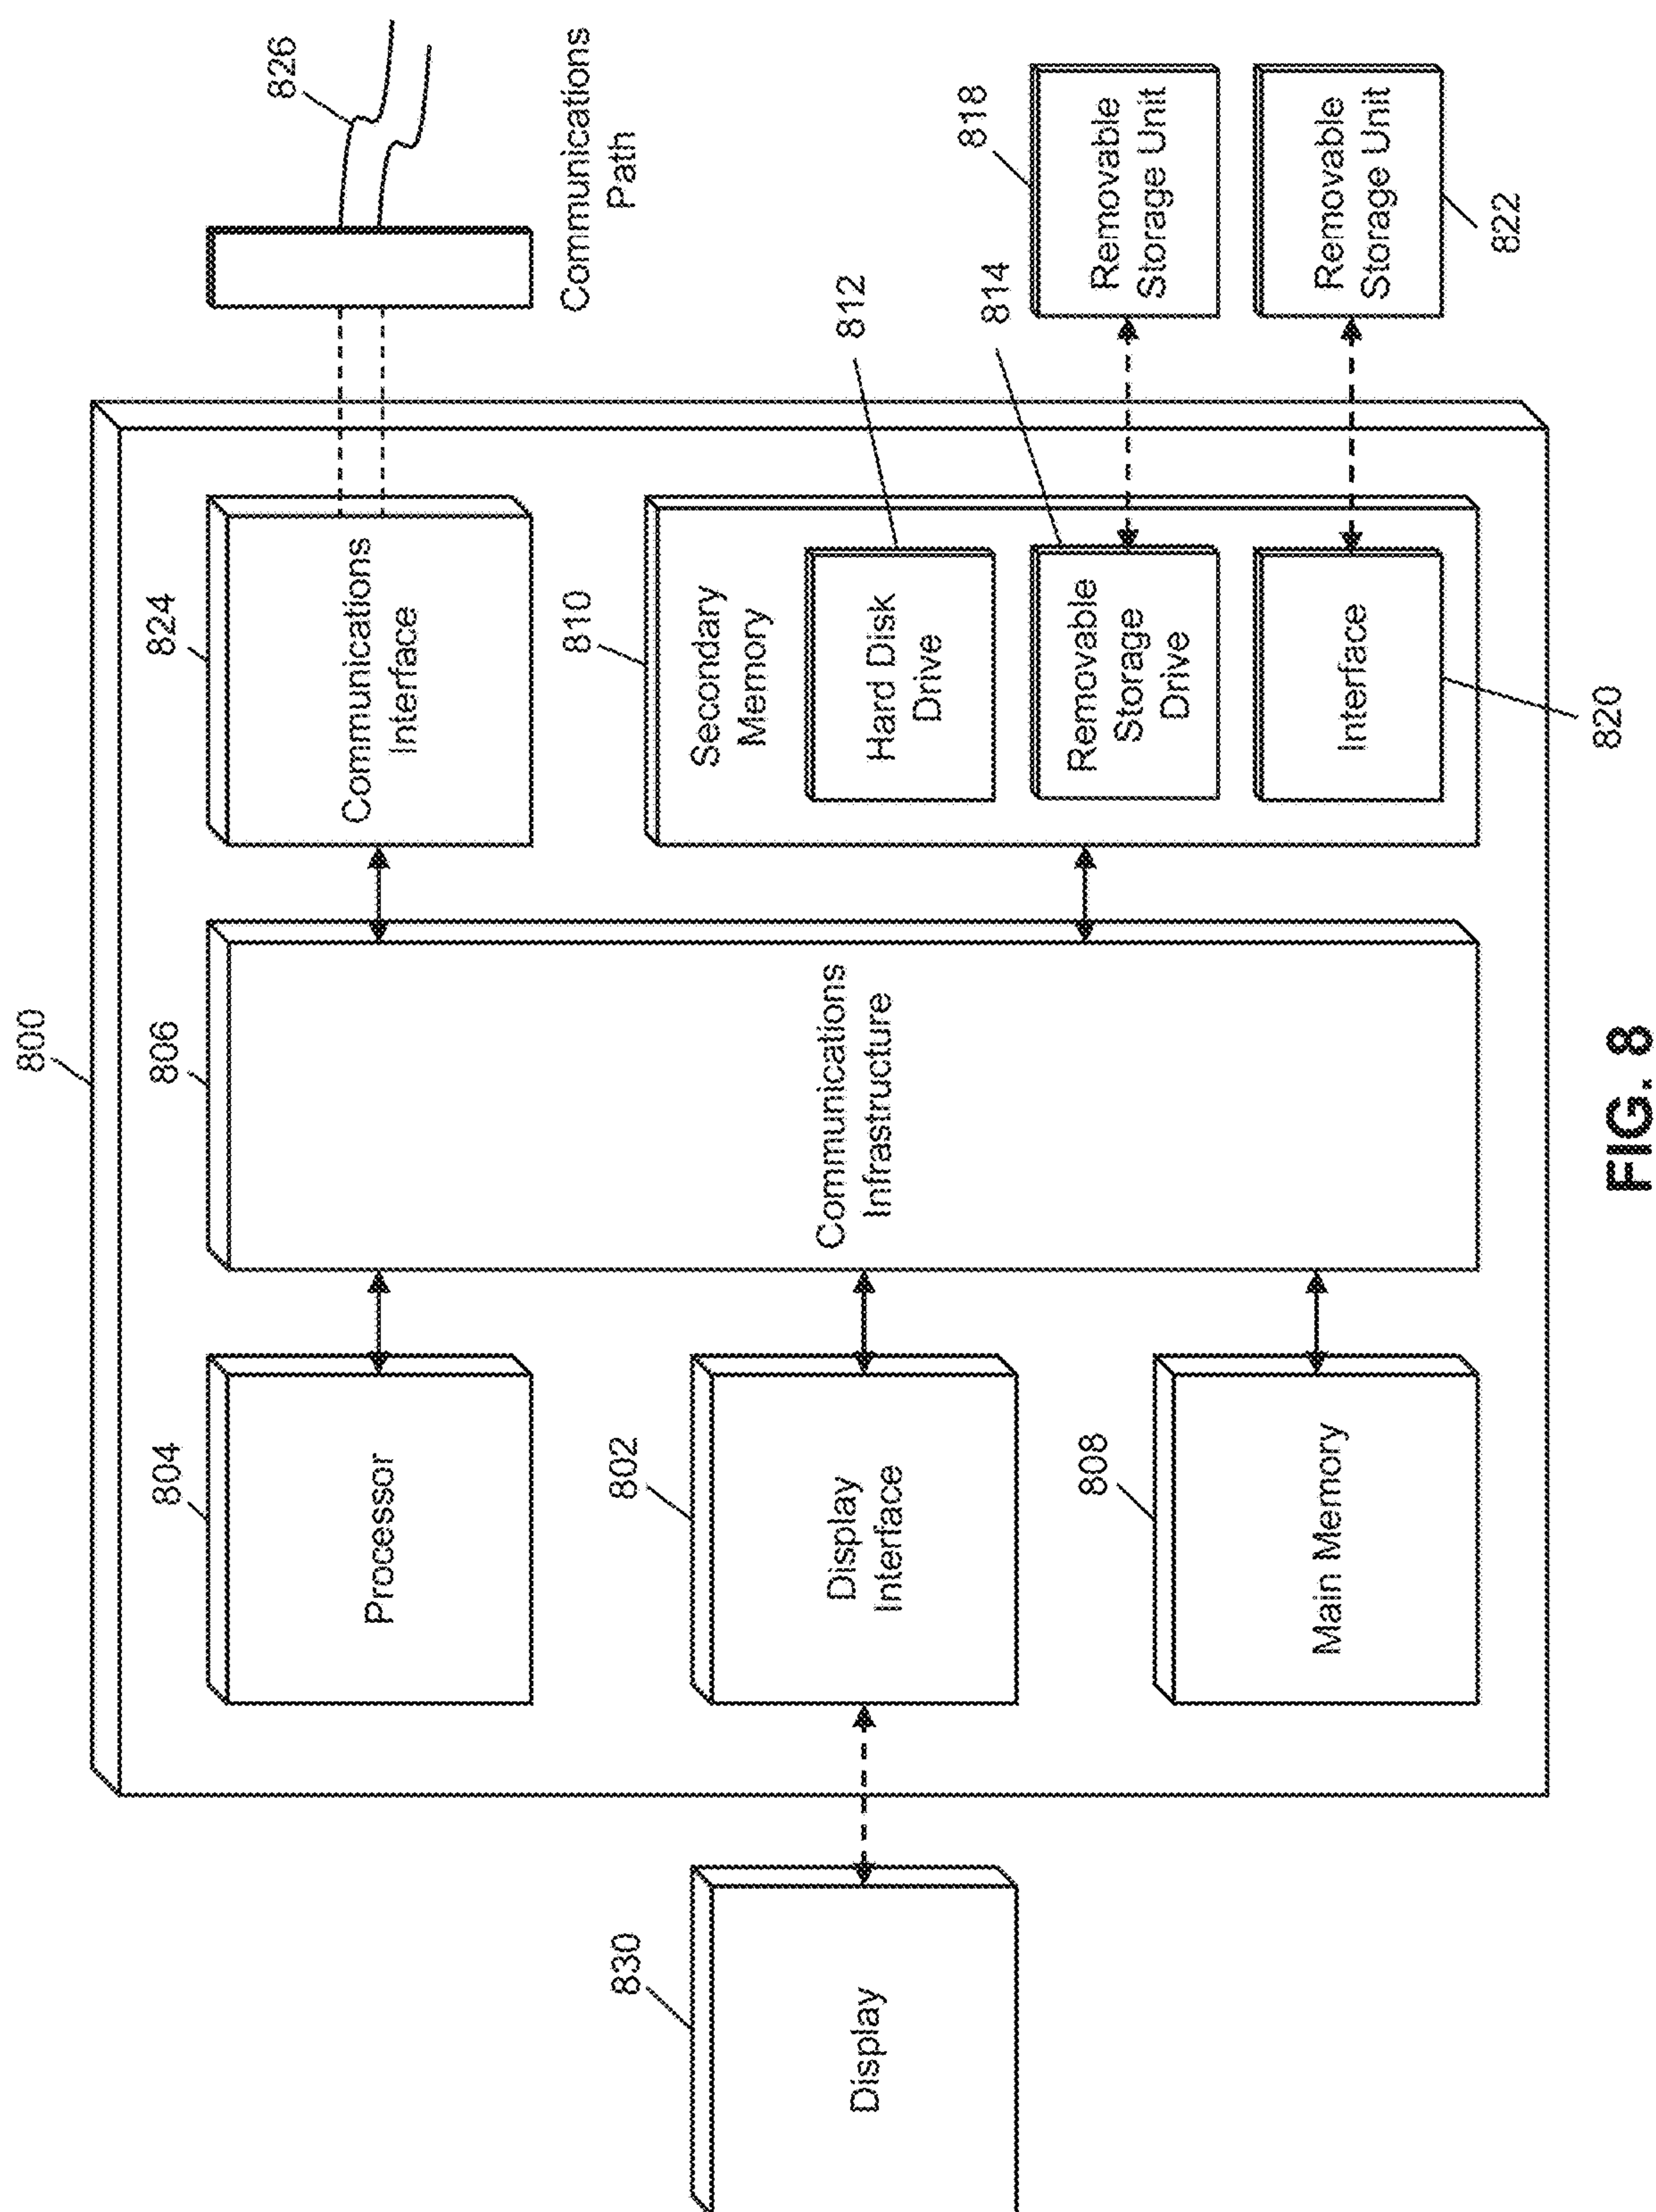 800
804
Processor
806
824
Communications
Interface
826
Communications
Path
830
Display
802
Display
Interface
Communications
Infrastructure
810
Secondary
Memory
812
Hard Disk
Drive
808
Main Memory
814
Removable
Storage
Drive
818
Removable
Storage Unit
Interface
820
Removable
Storage Unit
822
FIG. 8